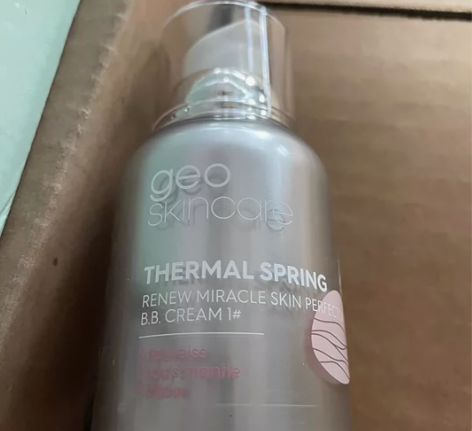 geo
skincare
THERMAL SPRING
RENEW MIRACLE SKIN PERFECT
B.B. CREAM 1#